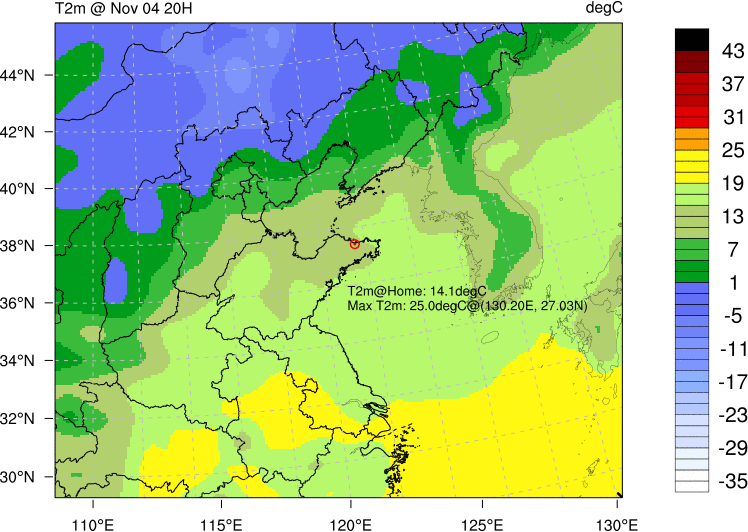 T2m @ Nov 04 20H
degC
44°N
42°N
40°N
38°N
36°N
34°N
32°N
30°N
110°E
115°E
120°E
125°E
130°E
T2m@Home: 14.1degC
Max T2m: 25.0degC@(130.20E, 27.03N)
43
37
31
25
19
13
7
1
-5
-11
-17
-23
-29
-35